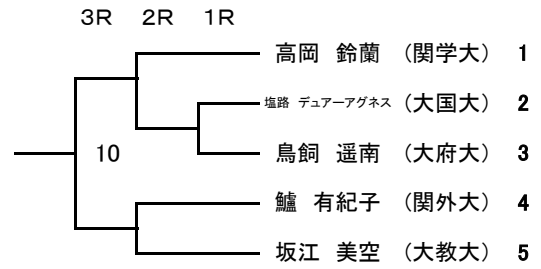 ３Ｒ　２Ｒ　１Ｒ
高岡　鈴蘭　（関学大）　1
塩路　デュアーアグネス　（大国大）　2
10
鳥飼　遥南　（大府大）　3
鱸　有紀子　（関外大）　4
坂江　美空　（大教大）　5